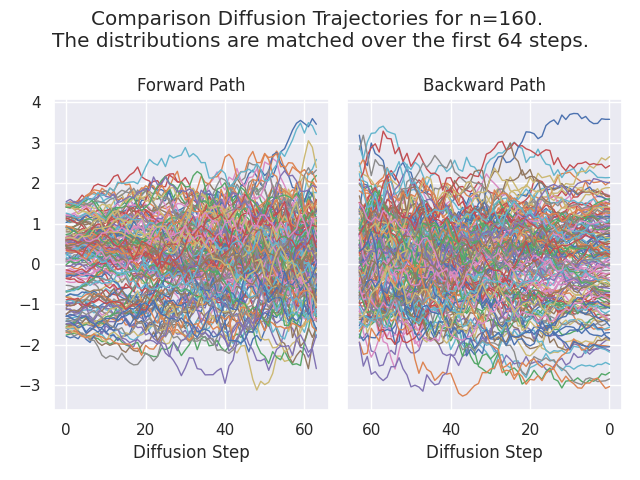 Comparison Diffusion Trajectories for n=160.
The distributions are matched over the first 64 steps.
Forward Path
Backward Path
4
3
2
1
0
−1
−2
−3
0 20 40 60
60 40 20 0
Diffusion Step
Diffusion Step